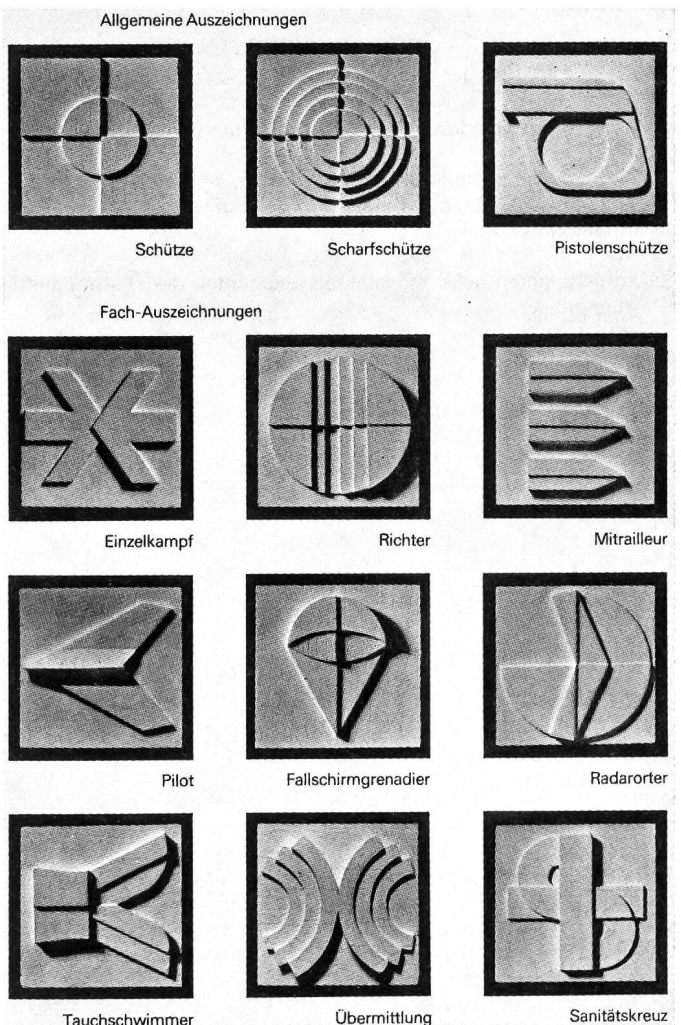 Allgemeine Auszeichnungen
Schütze Scharfschütze Pistolenschütze
Fach-Auszeichnungen
Einzelkampf Richter Mitrailleur
Pilot Fallschirmgrenadier Radarorter
Tauchschwimmer Übermittlung Sanitätskreuz